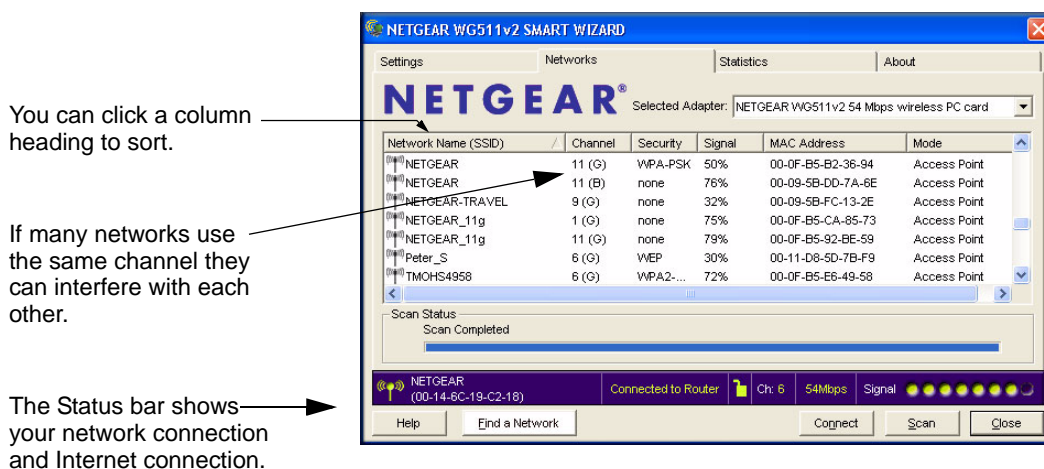 NETGEAR WG511v2 SMART WIZARD
Settings Networks Statistics About
NETGEAR® Selected Adapter: NETGEAR WG511v2 54 Mbps wireless PC card
You can click a column
heading to sort.
Network Name (SSID) Channel Security Signal MAC Address Mode
NETGEAR 11 (G) WPA-PSK 50% 00-0F-B5-B2-36-94 Access Point
NETGEAR 11 (B) none 76% 00-09-5B-DD-7A-6E Access Point
NETGEAR-TRAVEL 9 (G) none 32% 00-09-5B-FC-13-2E Access Point
NETGEAR_11g 1 (G) none 75% 00-0F-B5-CA-85-73 Access Point
NETGEAR_11g 11 (G) none 79% 00-0F-B5-92-BE-59 Access Point
Peter_S 6 (G) WEP 30% 00-11-D8-5D-7B-F9 Access Point
TMOHS4958 6 (G) WPA2-... 72% 00-0F-B5-E6-49-58 Access Point
If many networks use
the same channel they
can interfere with each
other.
Scan Status
Scan Completed
NETGEAR
(00-14-6C-19-C2-18)
Connected to Router Ch: 6 54Mbps Signal
The Status bar shows
your network connection
and Internet connection.
Help Find a Network Connect Scan Close